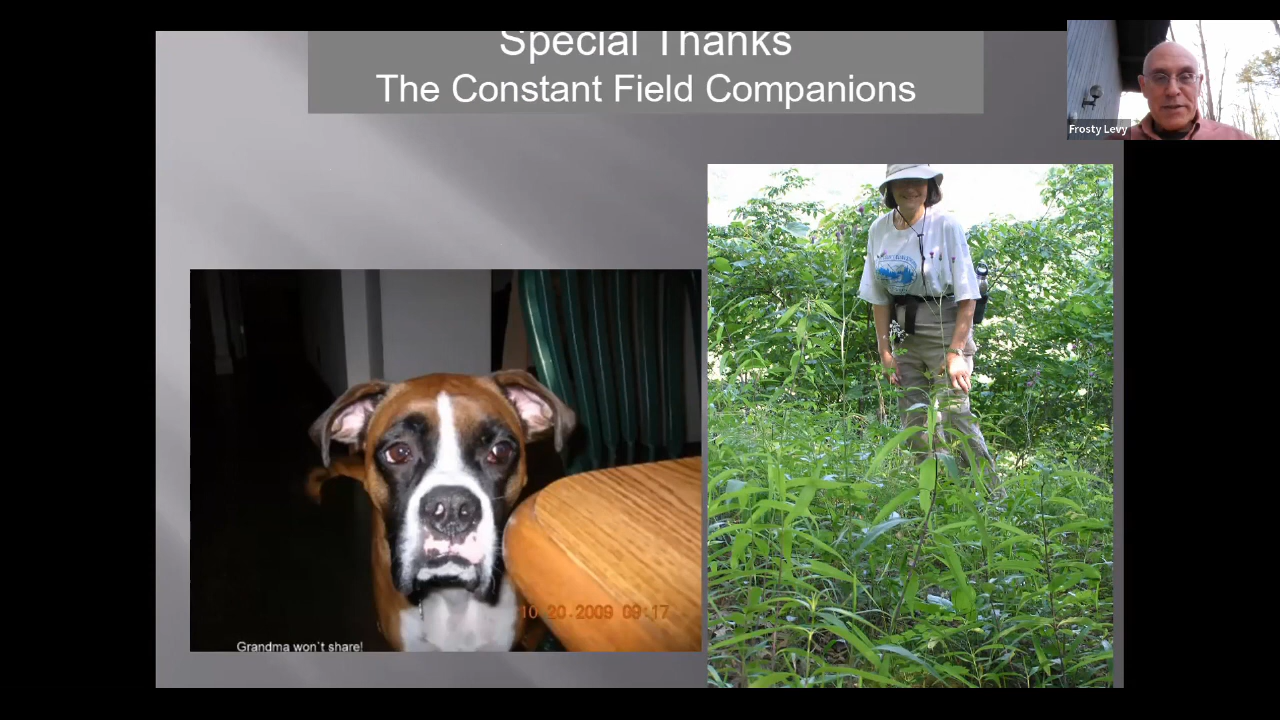 Special Thanks
The Constant Field Companions
Frosty Levy
10 20 2009 09:17
Grandma won't share!